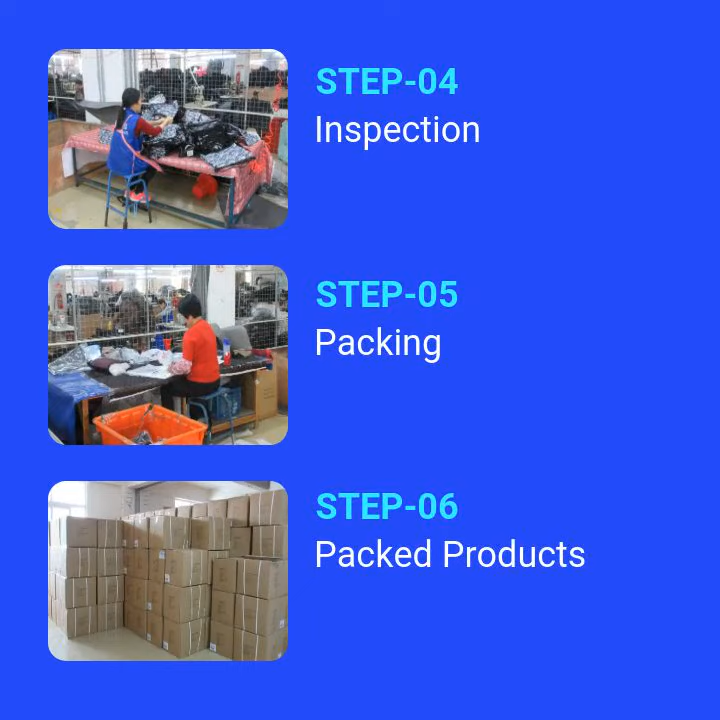 STEP-04
Inspection
STEP-05
Packing
STEP-06
Packed Products